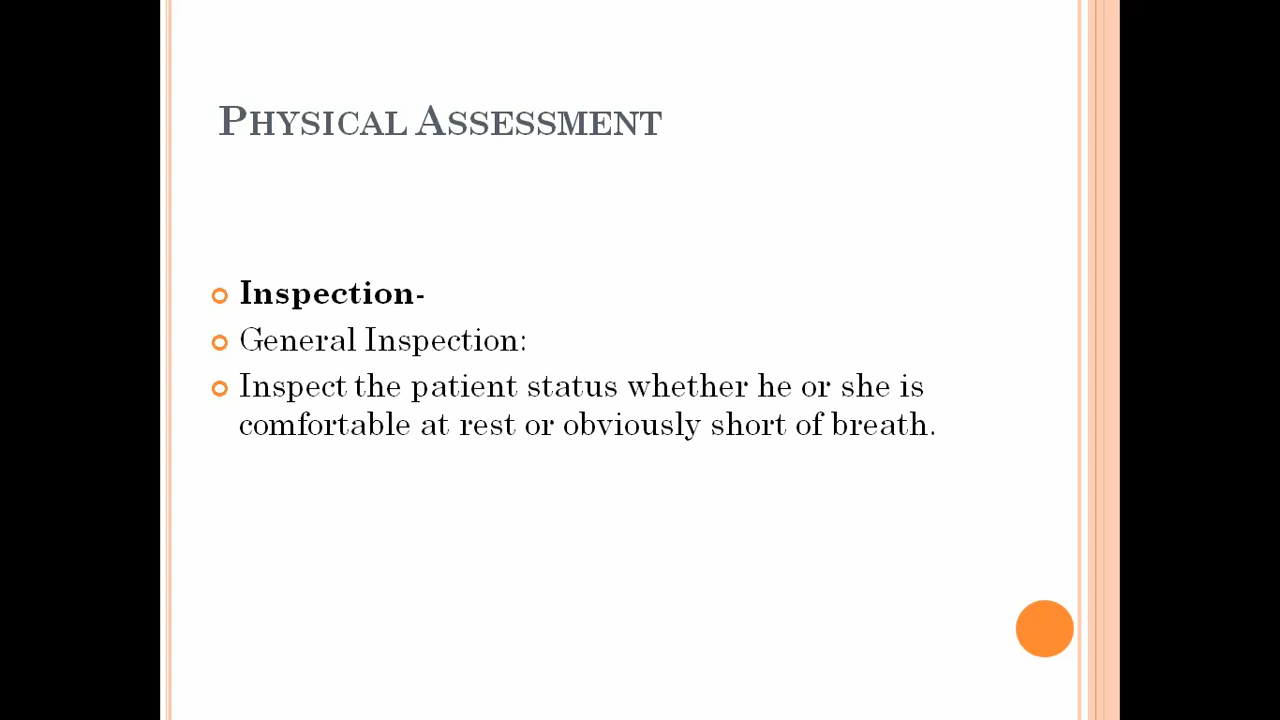 PHYSICAL ASSESSMENT
Inspection-
General Inspection:
Inspect the patient status whether he or she is
comfortable at rest or obviously short of breath.